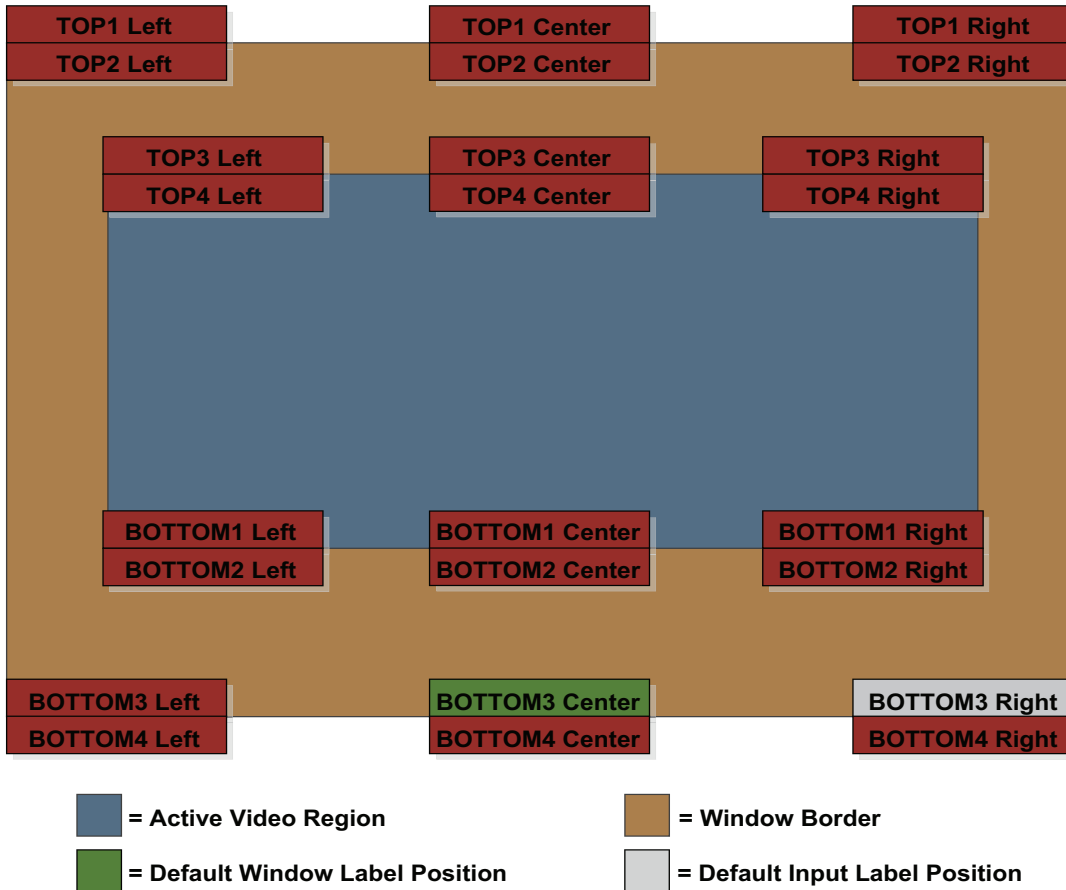 TOP1 Left TOP1 Center TOP1 Right
TOP2 Left TOP2 Center TOP2 Right
TOP3 Left TOP3 Center TOP3 Right
TOP4 Left TOP4 Center TOP4 Right
BOTTOM1 Left BOTTOM1 Center BOTTOM1 Right
BOTTOM2 Left BOTTOM2 Center BOTTOM2 Right
BOTTOM3 Left BOTTOM3 Center BOTTOM3 Right
BOTTOM4 Left BOTTOM4 Center BOTTOM4 Right
= Active Video Region = Window Border
= Default Window Label Position = Default Input Label Position